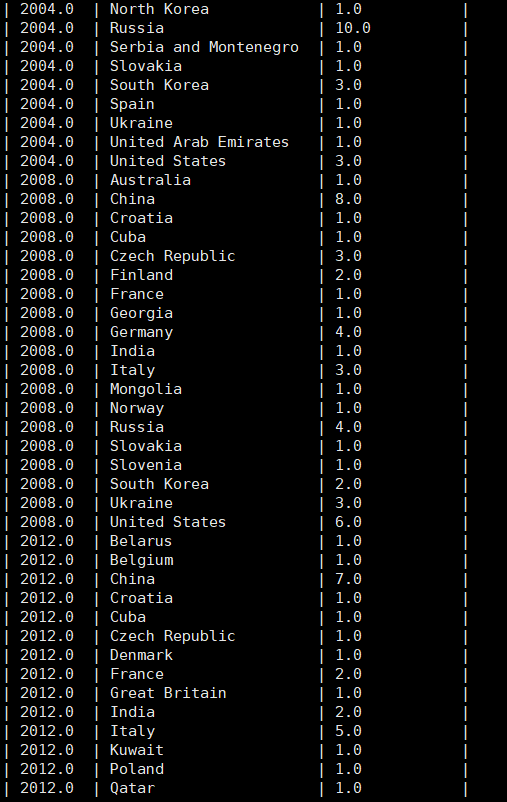 | 2004.0 | North Korea | 1.0 |
| 2004.0 | Russia | 10.0 |
| 2004.0 | Serbia and Montenegro | 1.0 |
| 2004.0 | Slovakia | 1.0 |
| 2004.0 | South Korea | 3.0 |
| 2004.0 | Spain | 1.0 |
| 2004.0 | Ukraine | 1.0 |
| 2004.0 | United Arab Emirates | 1.0 |
| 2004.0 | United States | 3.0 |
| 2008.0 | Australia | 1.0 |
| 2008.0 | China | 8.0 |
| 2008.0 | Croatia | 1.0 |
| 2008.0 | Cuba | 1.0 |
| 2008.0 | Czech Republic | 3.0 |
| 2008.0 | Finland | 2.0 |
| 2008.0 | France | 1.0 |
| 2008.0 | Georgia | 1.0 |
| 2008.0 | Germany | 4.0 |
| 2008.0 | India | 1.0 |
| 2008.0 | Italy | 3.0 |
| 2008.0 | Mongolia | 1.0 |
| 2008.0 | Norway | 1.0 |
| 2008.0 | Russia | 4.0 |
| 2008.0 | Slovakia | 1.0 |
| 2008.0 | Slovenia | 1.0 |
| 2008.0 | South Korea | 2.0 |
| 2008.0 | Ukraine | 3.0 |
| 2008.0 | United States | 6.0 |
| 2012.0 | Belarus | 1.0 |
| 2012.0 | Belgium | 1.0 |
| 2012.0 | China | 7.0 |
| 2012.0 | Croatia | 1.0 |
| 2012.0 | Cuba | 1.0 |
| 2012.0 | Czech Republic | 1.0 |
| 2012.0 | Denmark | 1.0 |
| 2012.0 | France | 2.0 |
| 2012.0 | Great Britain | 1.0 |
| 2012.0 | India | 2.0 |
| 2012.0 | Italy | 5.0 |
| 2012.0 | Kuwait | 1.0 |
| 2012.0 | Poland | 1.0 |
| 2012.0 | Qatar | 1.0 |